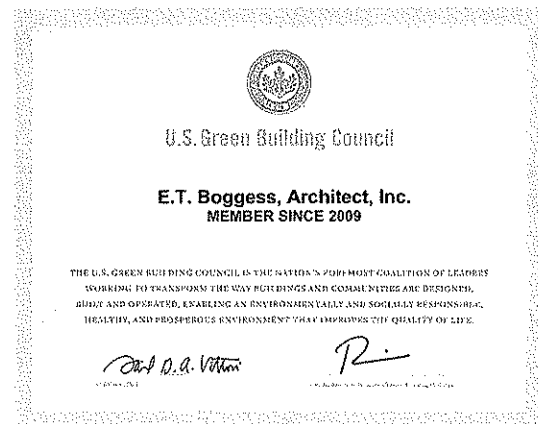 U.S. Green Building Council
E.T. Boggess, Architect, Inc.
MEMBER SINCE 2009
THE U.S. GREEN BUILDING COUNCIL IS THE NATION'S FOREMOST COALITION OF LEADERS
WORKING TO TRANSFORM THE WAY BUILDINGS AND COMMUNITIES ARE DESIGNED,
BUILT AND OPERATED, ENABLING AN ENVIRONMENTALLY AND SOCIALLY RESPONSIBLE,
HEALTHY, AND PROSPEROUS ENVIRONMENT THAT IMPROVES THE QUALITY OF LIFE.